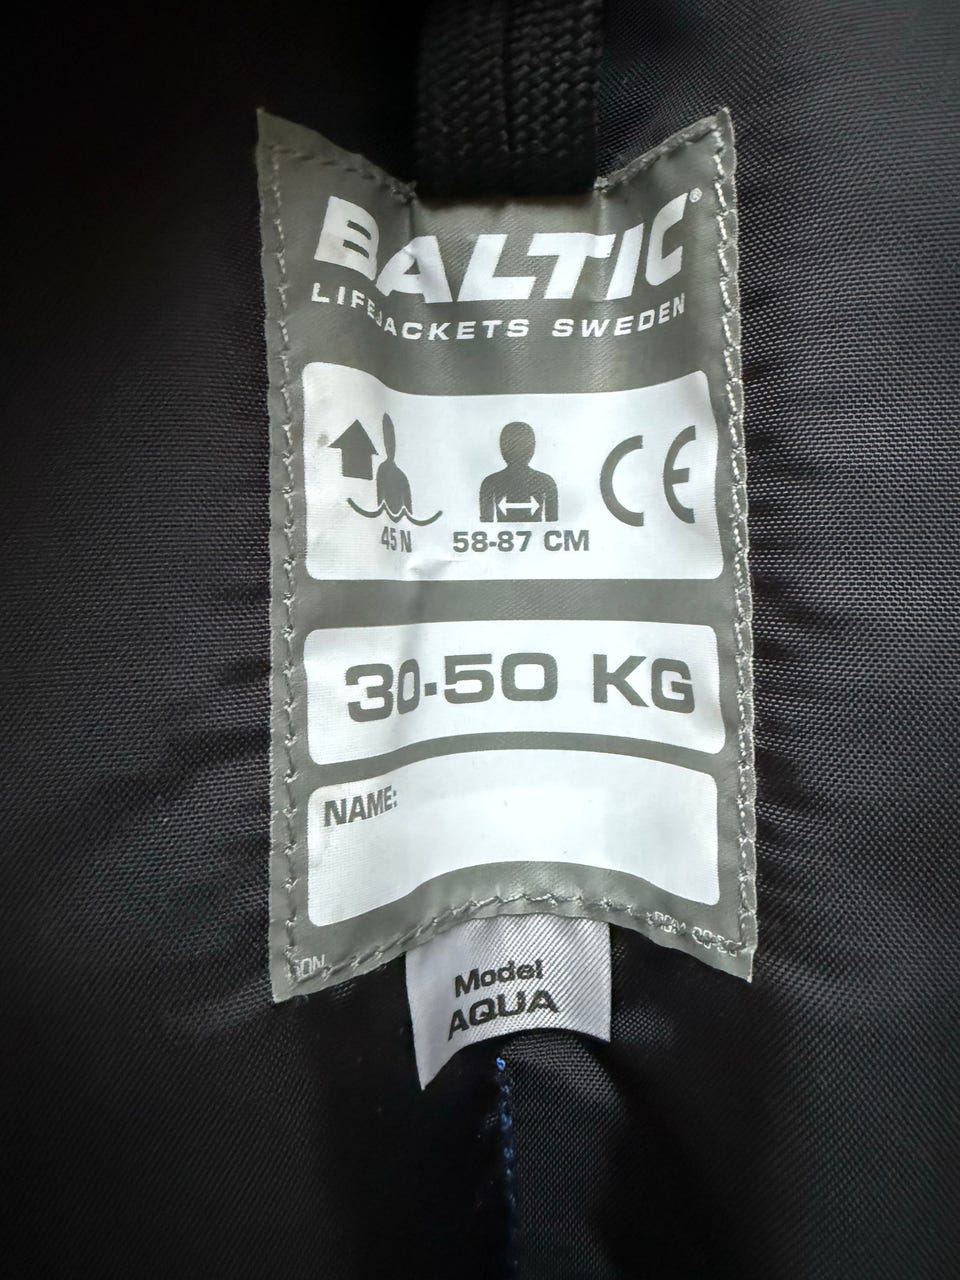 BALTIC®
LIFEJACKETS SWEDEN
CE
45 N 58-87 CM
30-50 KG
NAME:
Model
AQUA